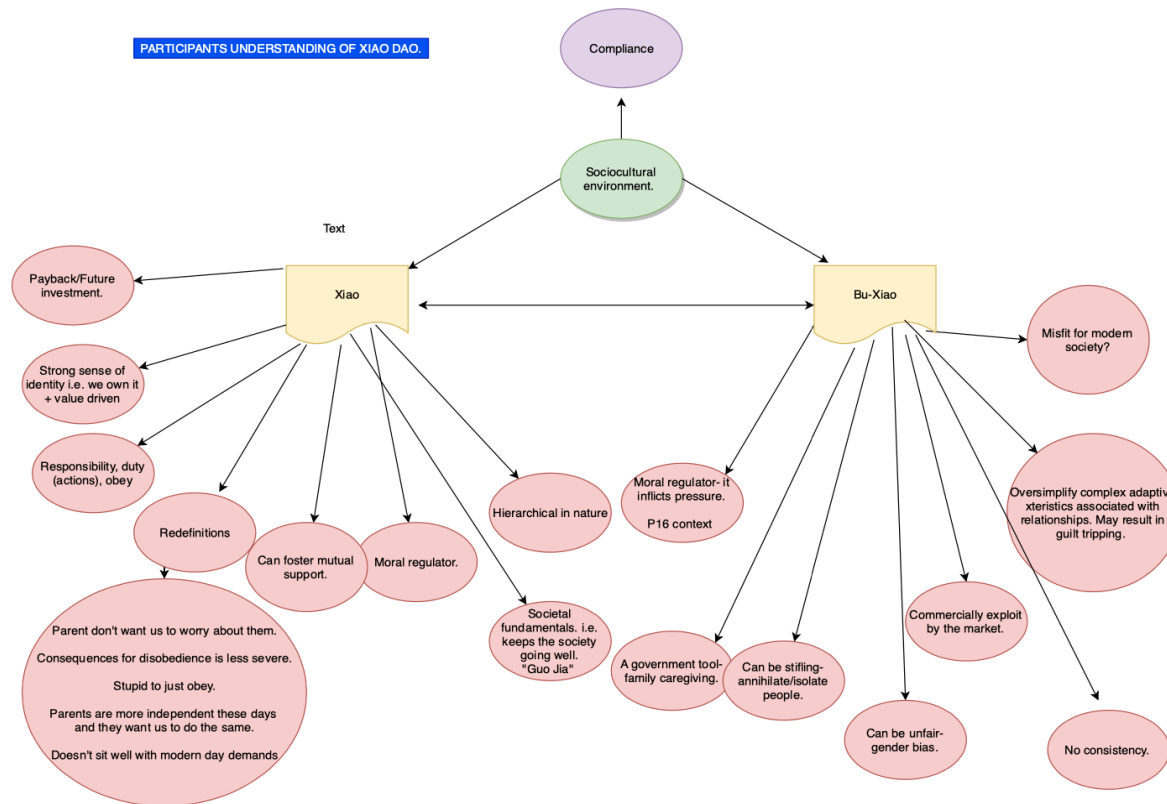 PARTICIPANTS UNDERSTANDING OF XIAO DAO.
Compliance
Sociocultural
environment.
Text
Xiao
Bu-Xiao
Payback/Future
investment.
Strong sense of
identity i.e. we own it
+ value driven
Responsibility, duty
(actions), obey
Redefinitions
Can foster mutual
support.
Moral regulator.
Hierarchical in nature
Societal
fundamentals. i.e.
keeps the society
going well.
"Guo Jia"
Parent don't want us to worry about them.
Consequences for disobedience is less severe.
Stupid to just obey.
Parents are more independent these days
and they want us to do the same.
Doesn't sit well with modern day demands
Moral regulator- it
inflicts pressure.
P16 context
A government tool-
family caregiving.
Can be stifling-
annihilate/isolate
people.
Can be unfair-
gender bias.
Commercially exploit
by the market.
No consistency.
Oversimplify complex adaptiv
xteristics associated with
relationships. May result in
guilt tripping.
Misfit for modern
society?